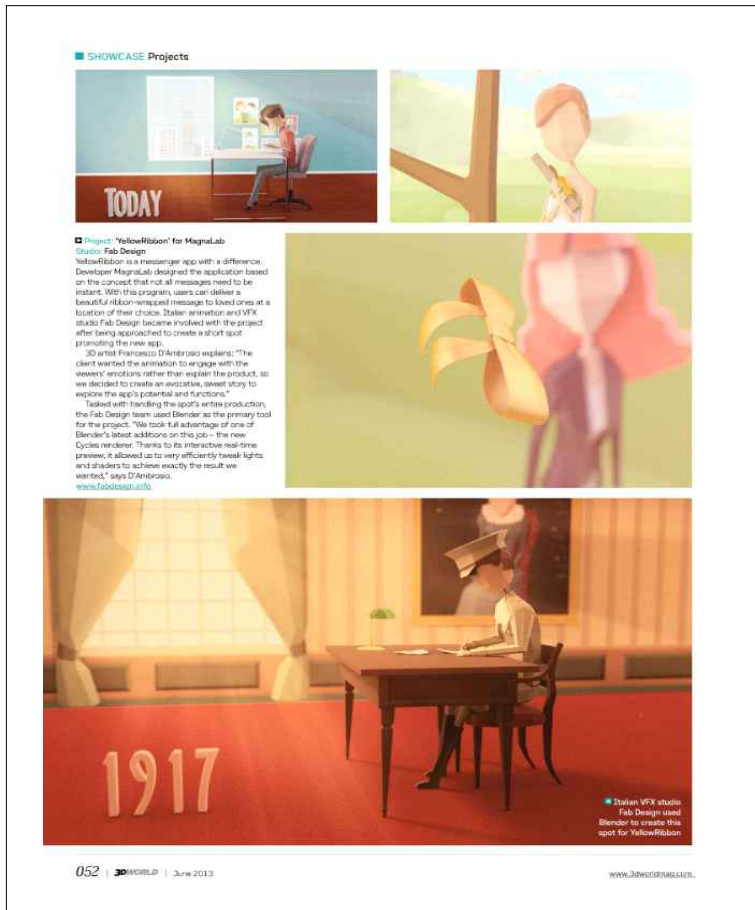 SHOWCASE Projects
TODAY
Project: 'YellowRibbon' for MagnaLab
Studio: Fab Design
YellowRibbon is a messenger app with a difference.
Developer MagnaLab designed the application based
on the concept that not all messages need to be
instant. With this program, users can deliver a
beautiful ribbon-wrapped message to loved ones at a
location of their choice. Italian animation and VFX
studio Fab Design became involved with the project
after being approached to create a short spot
promoting the new app.
3D artist Francesco D'Ambrosio explains: "The
client wanted the animation to engage with the
viewers' emotions rather than explain the product, so
we decided to create an evocative, sweet story to
explore the app's potential and functions."
Tasked with handling the spot's entire production,
the Fab Design team used Blender as the primary tool
for the project. "We took full advantage of one of
Blender's latest additions on this job – the new
Cycles renderer. Thanks to its interactive real-time
preview, it allowed us to very efficiently tweak lights
and shaders to achieve exactly the result we
wanted," says D'Ambrosio.
www.fabdesign.info
1917
Italian VFX studio
Fab Design used
Blender to create this
spot for YellowRibbon
052 | 3DWORLD | June 2013
www.3dworldmag.com